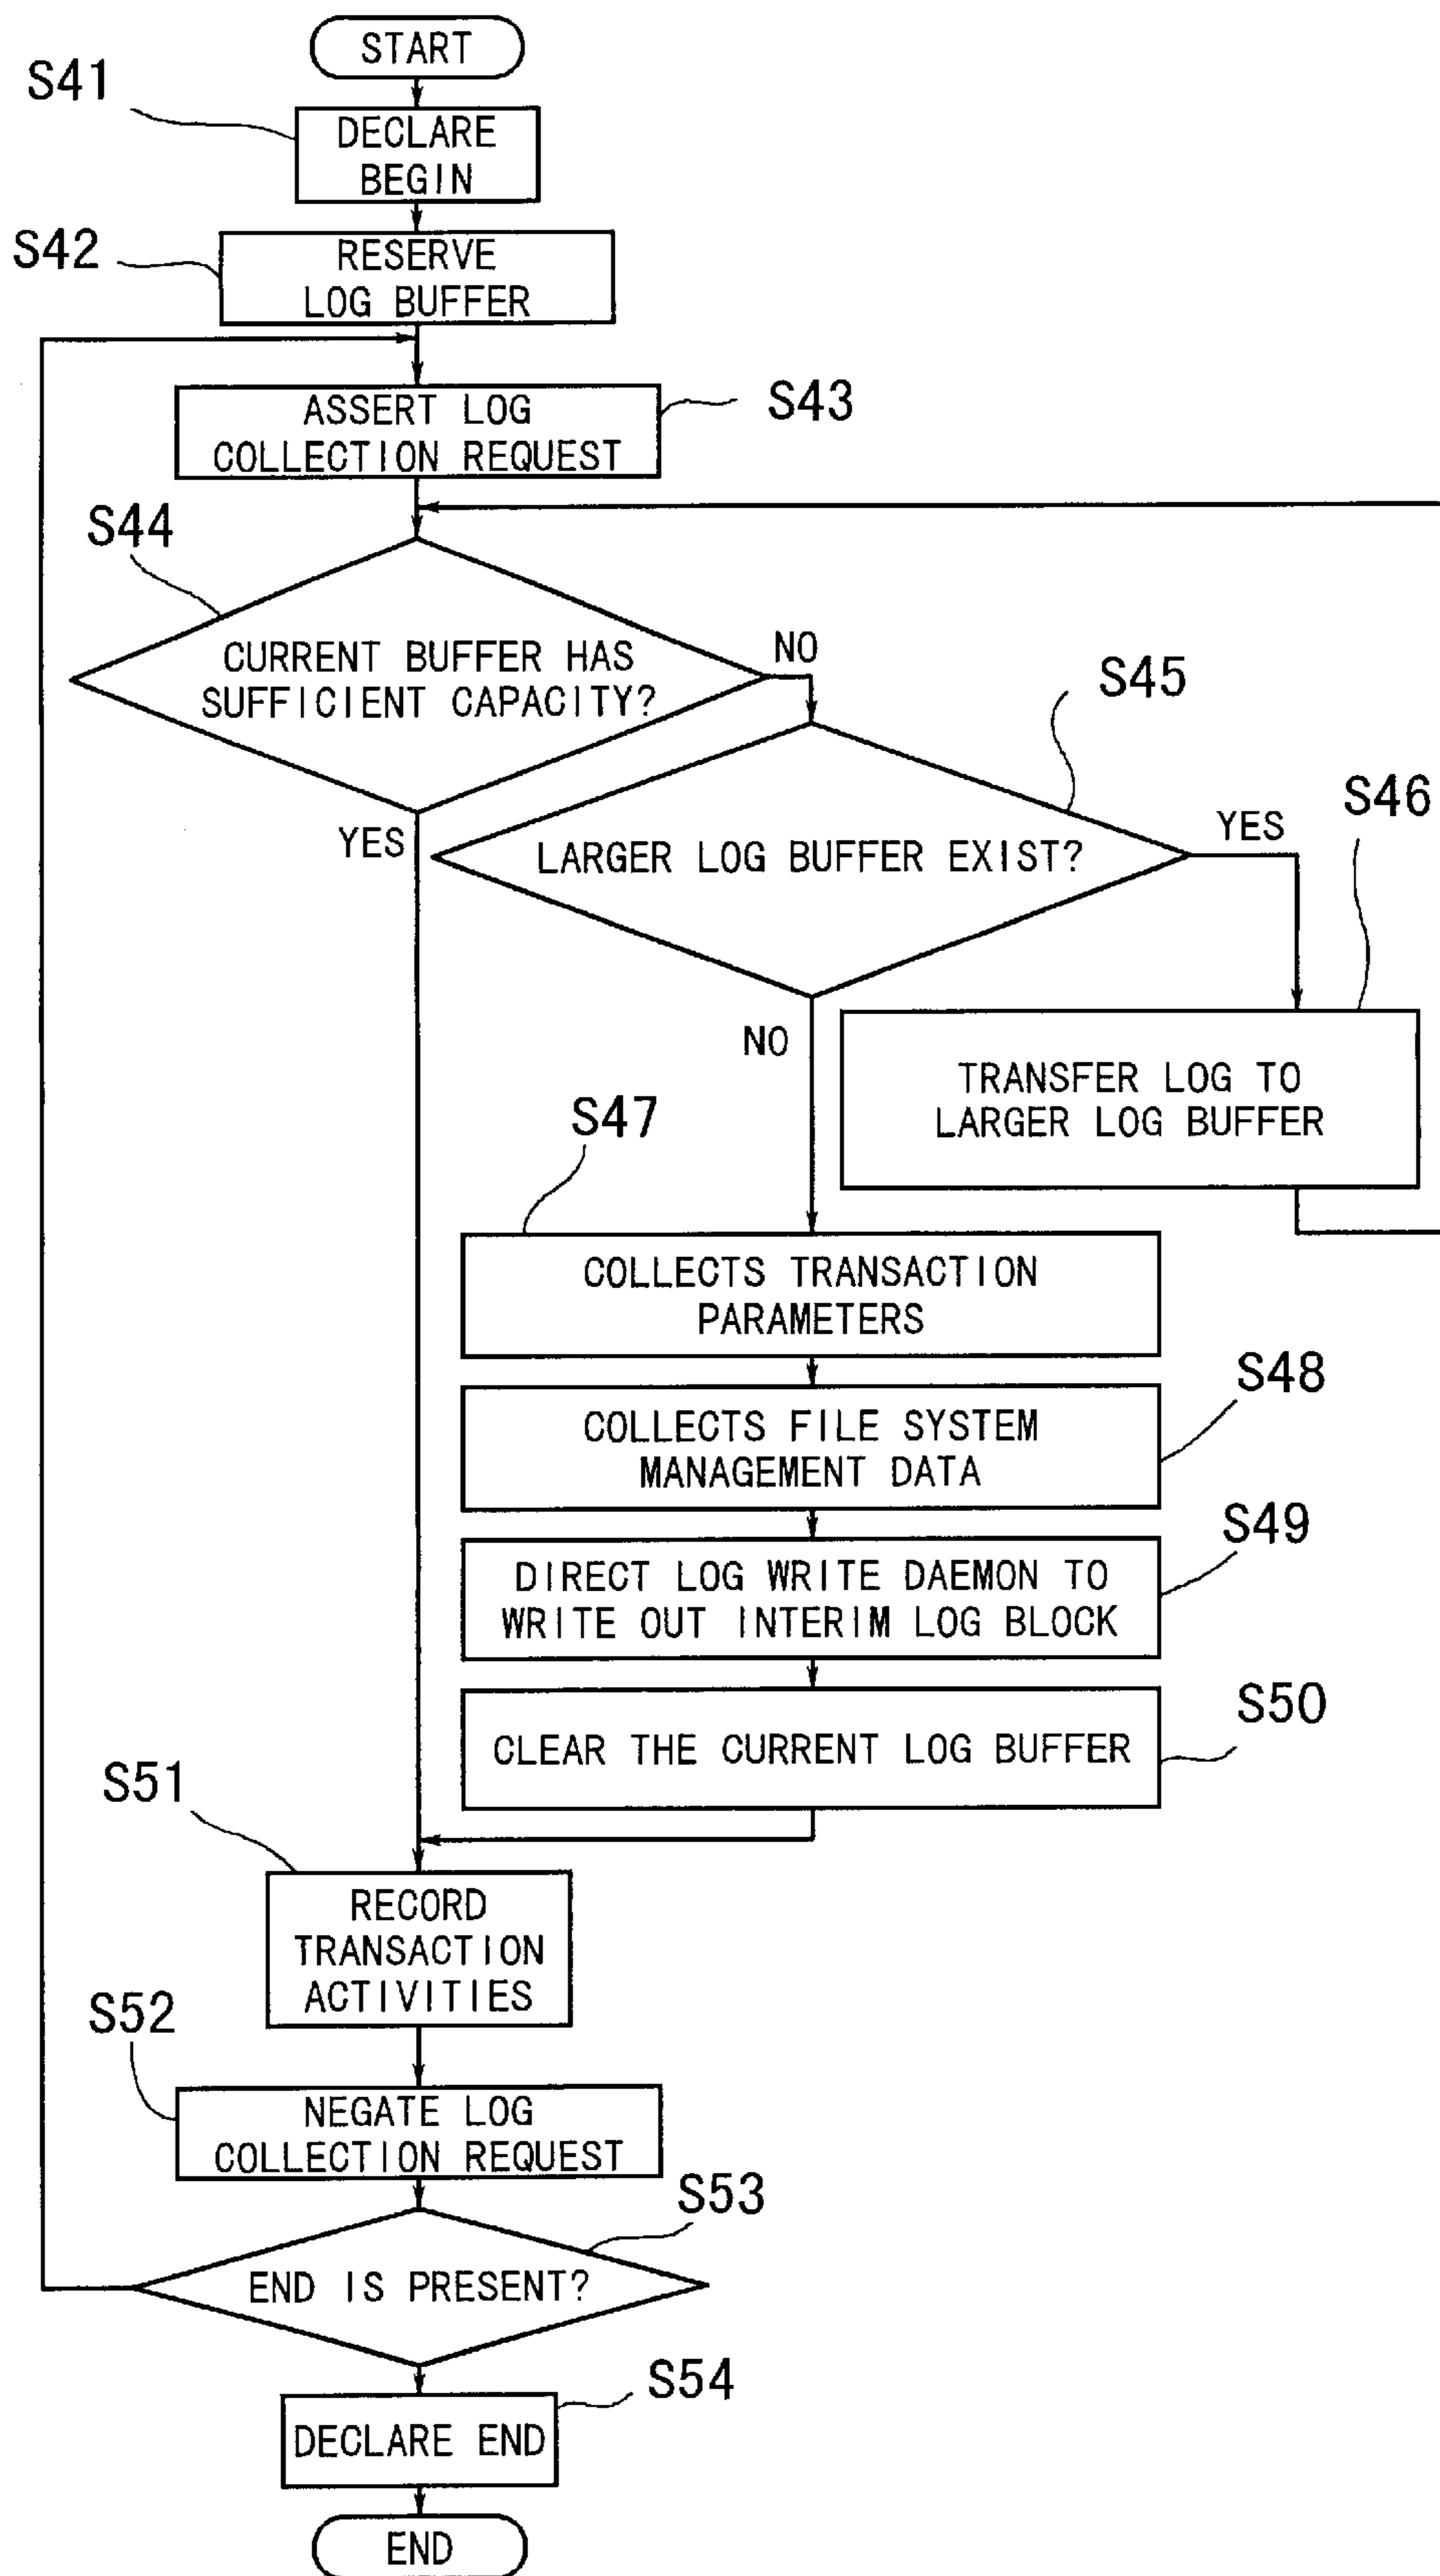 START
S41
DECLARE
BEGIN
S42
RESERVE
LOG BUFFER
ASSERT LOG
COLLECTION REQUEST
S43
S44
CURRENT BUFFER HAS
SUFFICIENT CAPACITY?
NO
YES
S45
LARGER LOG BUFFER EXIST?
YES
NO
S46
TRANSFER LOG TO
LARGER LOG BUFFER
S47
COLLECTS TRANSACTION
PARAMETERS
S48
COLLECTS FILE SYSTEM
MANAGEMENT DATA
S49
DIRECT LOG WRITE DAEMON TO
WRITE OUT INTERIM LOG BLOCK
S50
CLEAR THE CURRENT LOG BUFFER
S51
RECORD
TRANSACTION
ACTIVITIES
S52
NEGATE LOG
COLLECTION REQUEST
S53
END IS PRESENT?
S54
DECLARE END
END